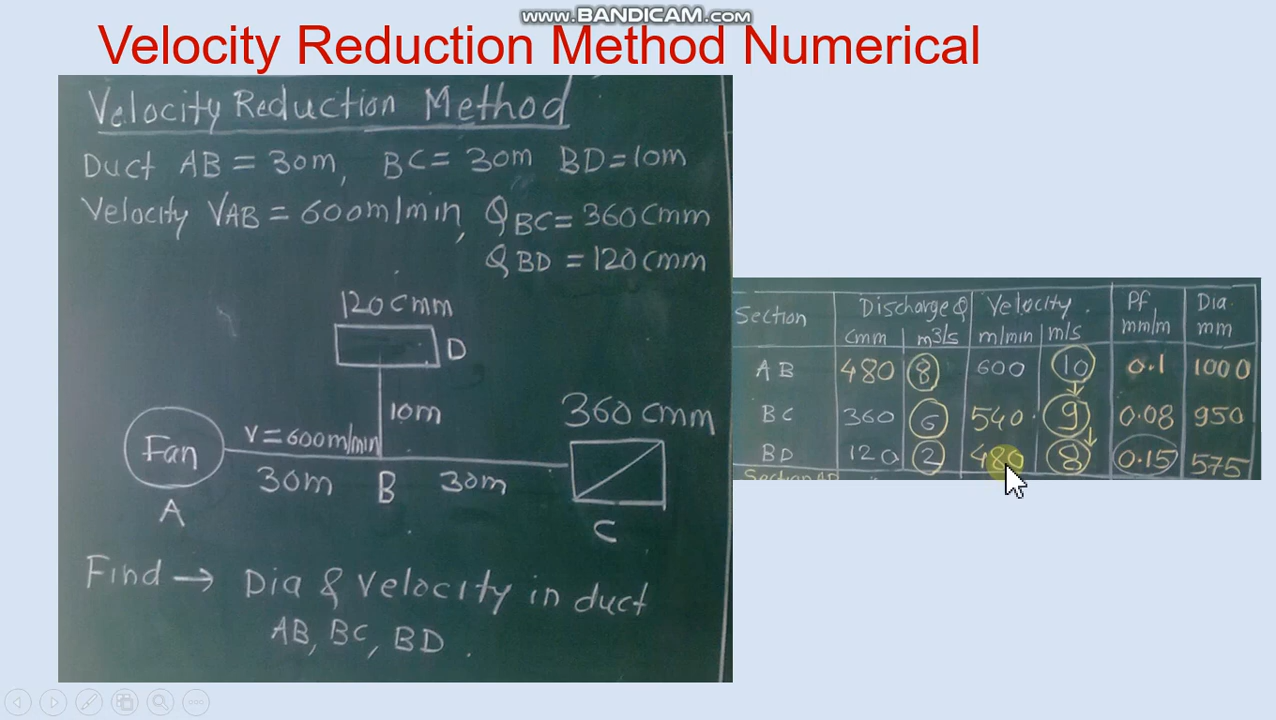 www.BANDICAM.com
Velocity Reduction Method Numerical
Velocity Reduction Method
Duct AB = 30m, BC = 30m BD = 10m
Velocity VAB = 600m/min, QBC = 360 Cmm
QBD = 120 Cmm
120 Cmm
D
10m
360 Cmm
Fan
V = 600m/min
30m B 30m
A
C
Find → Dia & Velocity in duct
AB, BC, BD.
Section Discharge Q Velocity. Pf Dia.
Cmm m3/s m/min m/s mm/m mm
AB 480 8 600 10 0.1 1000
BC 360 6 540. 9 0.08 950
BD 120 2 480 8 0.15 575
Section AB